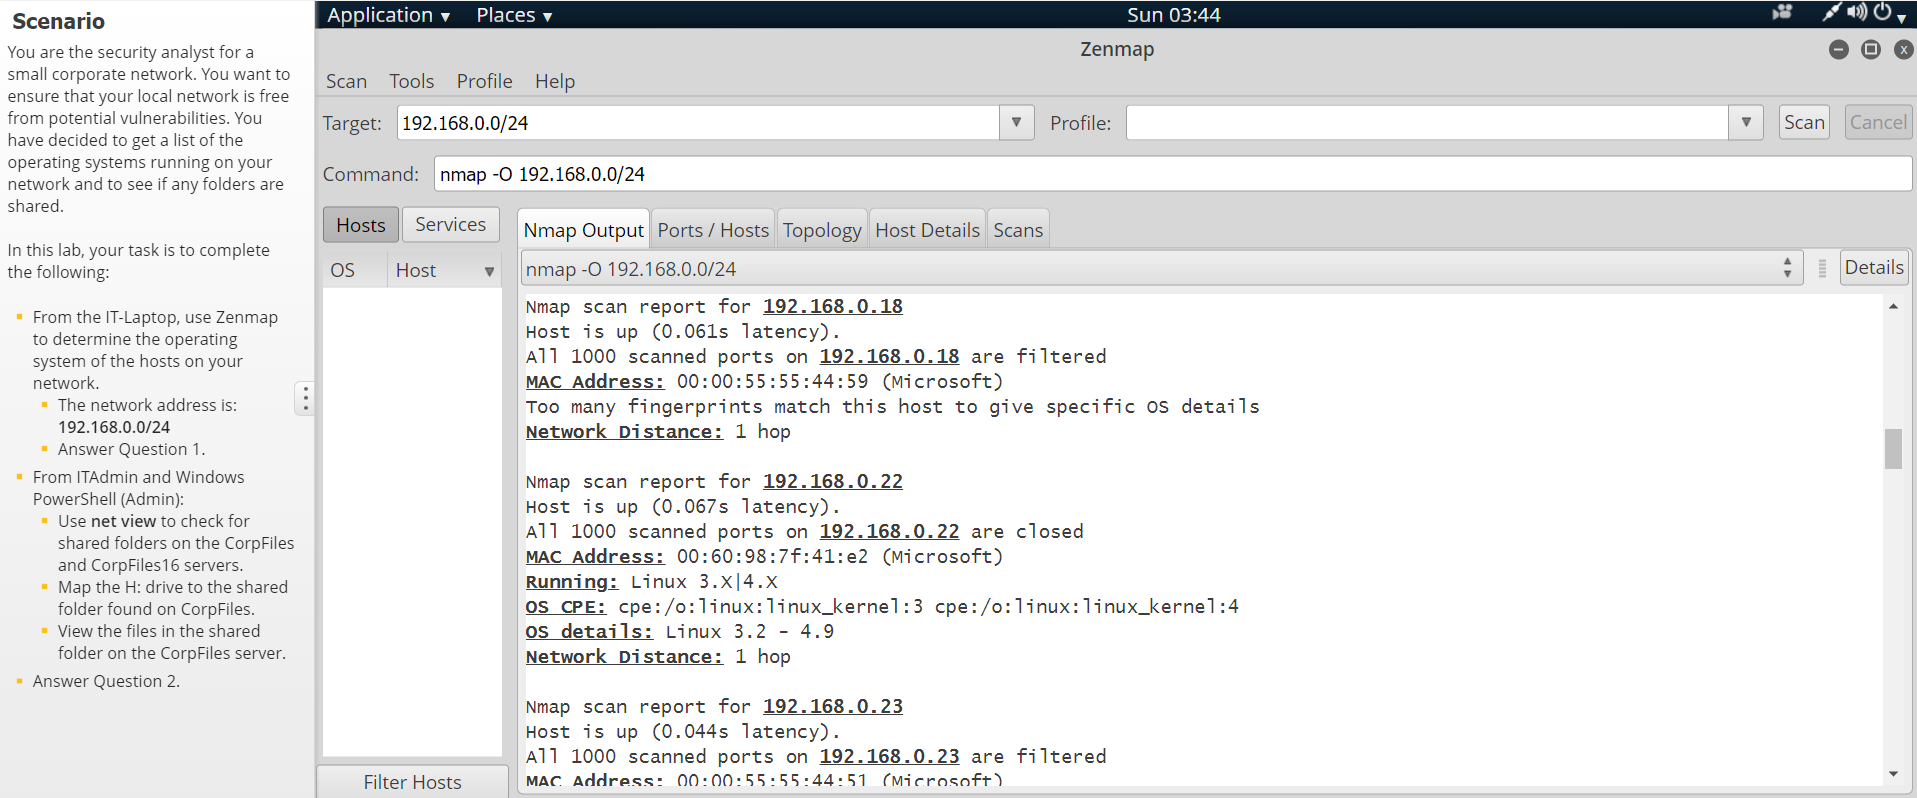 Scenario
You are the security analyst for a
small corporate network. You want to
ensure that your local network is free
from potential vulnerabilities. You
have decided to get a list of the
operating systems running on your
network and to see if any folders are
shared.
In this lab, your task is to complete
the following:
From the IT-Laptop, use Zenmap
to determine the operating
system of the hosts on your
network.
The network address is:
192.168.0.0/24
Answer Question 1.
From ITAdmin and Windows
PowerShell (Admin):
Use net view to check for
shared folders on the CorpFiles
and CorpFiles16 servers.
Map the H: drive to the shared
folder found on CorpFiles.
View the files in the shared
folder on the CorpFiles server.
Answer Question 2.
Application Places Sun 03:44
Zenmap
Scan Tools Profile Help
Target: 192.168.0.0/24 Profile: Scan Cancel
Command: nmap -O 192.168.0.0/24
Hosts Services
OS Host
Filter Hosts
Nmap Output Ports / Hosts Topology Host Details Scans
nmap -O 192.168.0.0/24 Details
Nmap scan report for 192.168.0.18
Host is up (0.061s latency).
All 1000 scanned ports on 192.168.0.18 are filtered
MAC Address: 00:00:55:55:44:59 (Microsoft)
Too many fingerprints match this host to give specific OS details
Network Distance: 1 hop
Nmap scan report for 192.168.0.22
Host is up (0.067s latency).
All 1000 scanned ports on 192.168.0.22 are closed
MAC Address: 00:60:98:7f:41:e2 (Microsoft)
Running: Linux 3.X|4.X
OS CPE: cpe:/o:linux:linux_kernel:3 cpe:/o:linux:linux_kernel:4
OS details: Linux 3.2 - 4.9
Network Distance: 1 hop
Nmap scan report for 192.168.0.23
Host is up (0.044s latency).
All 1000 scanned ports on 192.168.0.23 are filtered
MAC Address: 00:00:55:55:44:51 (Microsoft)